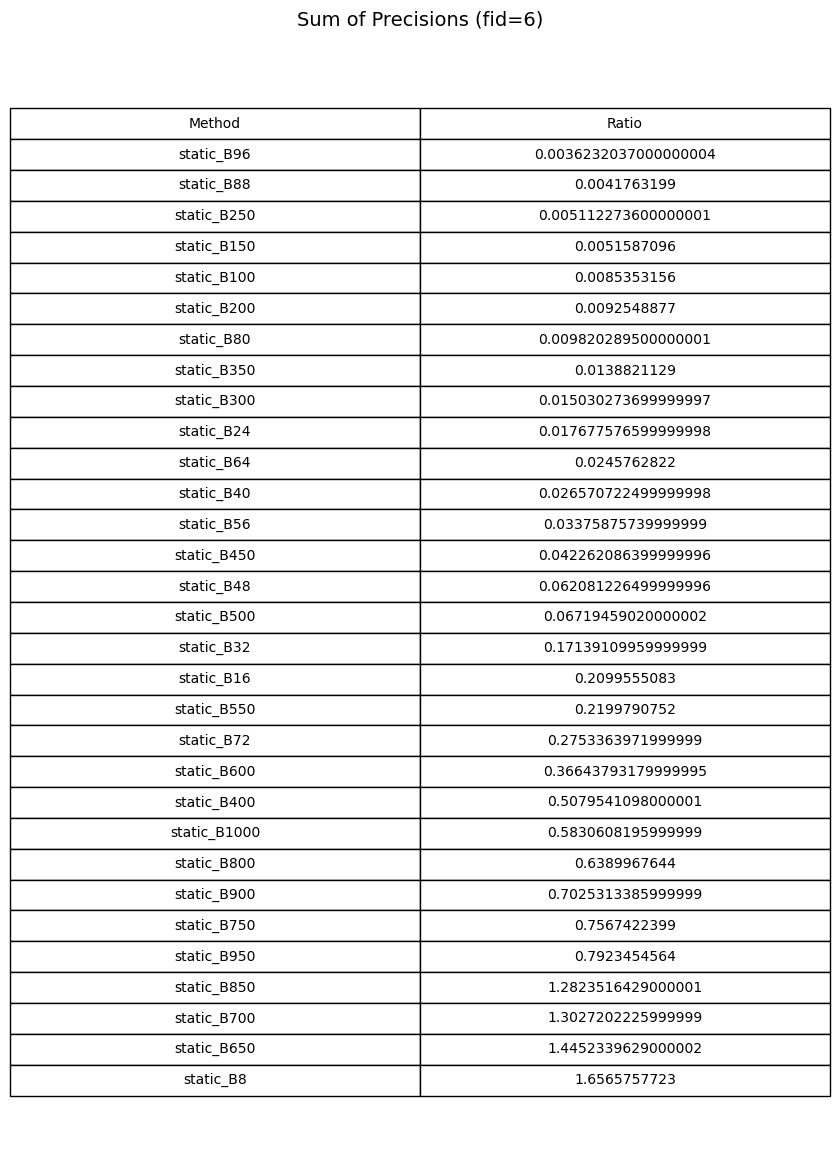 Sum of Precisions (fid=6)
Method Ratio
static_B96 0.0036232037000000004
static_B88 0.0041763199
static_B250 0.005112273600000001
static_B150 0.0051587096
static_B100 0.0085353156
static_B200 0.0092548877
static_B80 0.009820289500000001
static_B350 0.0138821129
static_B300 0.015030273699999997
static_B24 0.017677576599999998
static_B64 0.0245762822
static_B40 0.026570722499999998
static_B56 0.03375875739999999
static_B450 0.042262086399999996
static_B48 0.062081226499999996
static_B500 0.06719459020000002
static_B32 0.17139109959999999
static_B16 0.2099555083
static_B550 0.2199790752
static_B72 0.2753363971999999
static_B600 0.36643793179999995
static_B400 0.5079541098000001
static_B1000 0.5830608195999999
static_B800 0.6389967644
static_B900 0.7025313385999999
static_B750 0.7567422399
static_B950 0.7923454564
static_B850 1.2823516429000001
static_B700 1.3027202225999999
static_B650 1.4452339629000002
static_B8 1.6565757723